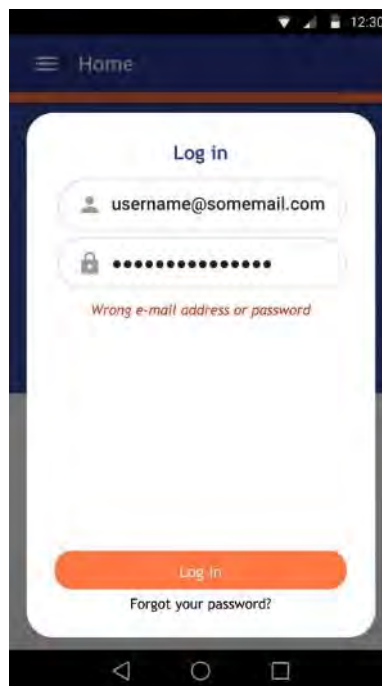 12:30
Home
Log in
username@somemail.com
Wrong e-mail address or password
Log in
Forgot your password?